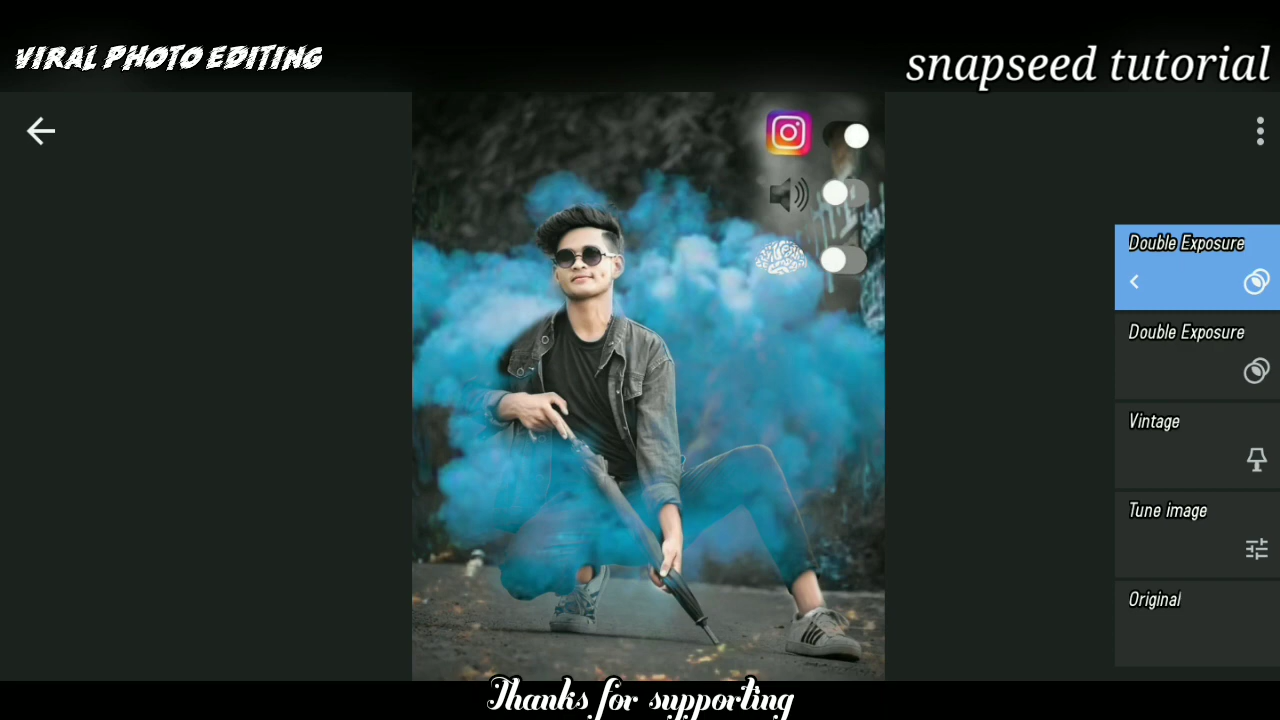 VIRAL PHOTO EDITING
snapseed tutorial
Double Exposure
Double Exposure
Vintage
Tune image
Original
Thanks for supporting